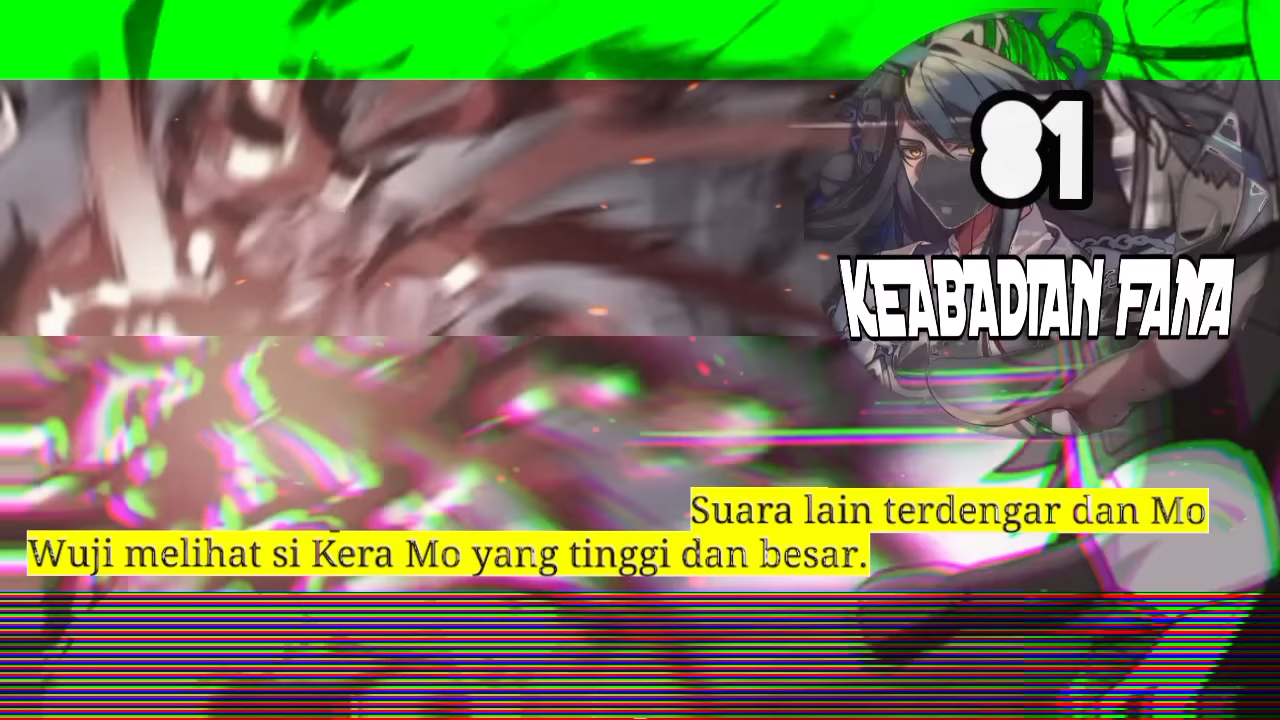 81
KEABADIAN FANA
Suara lain terdengar dan Mo
Wuji melihat si Kera Mo yang tinggi dan besar.